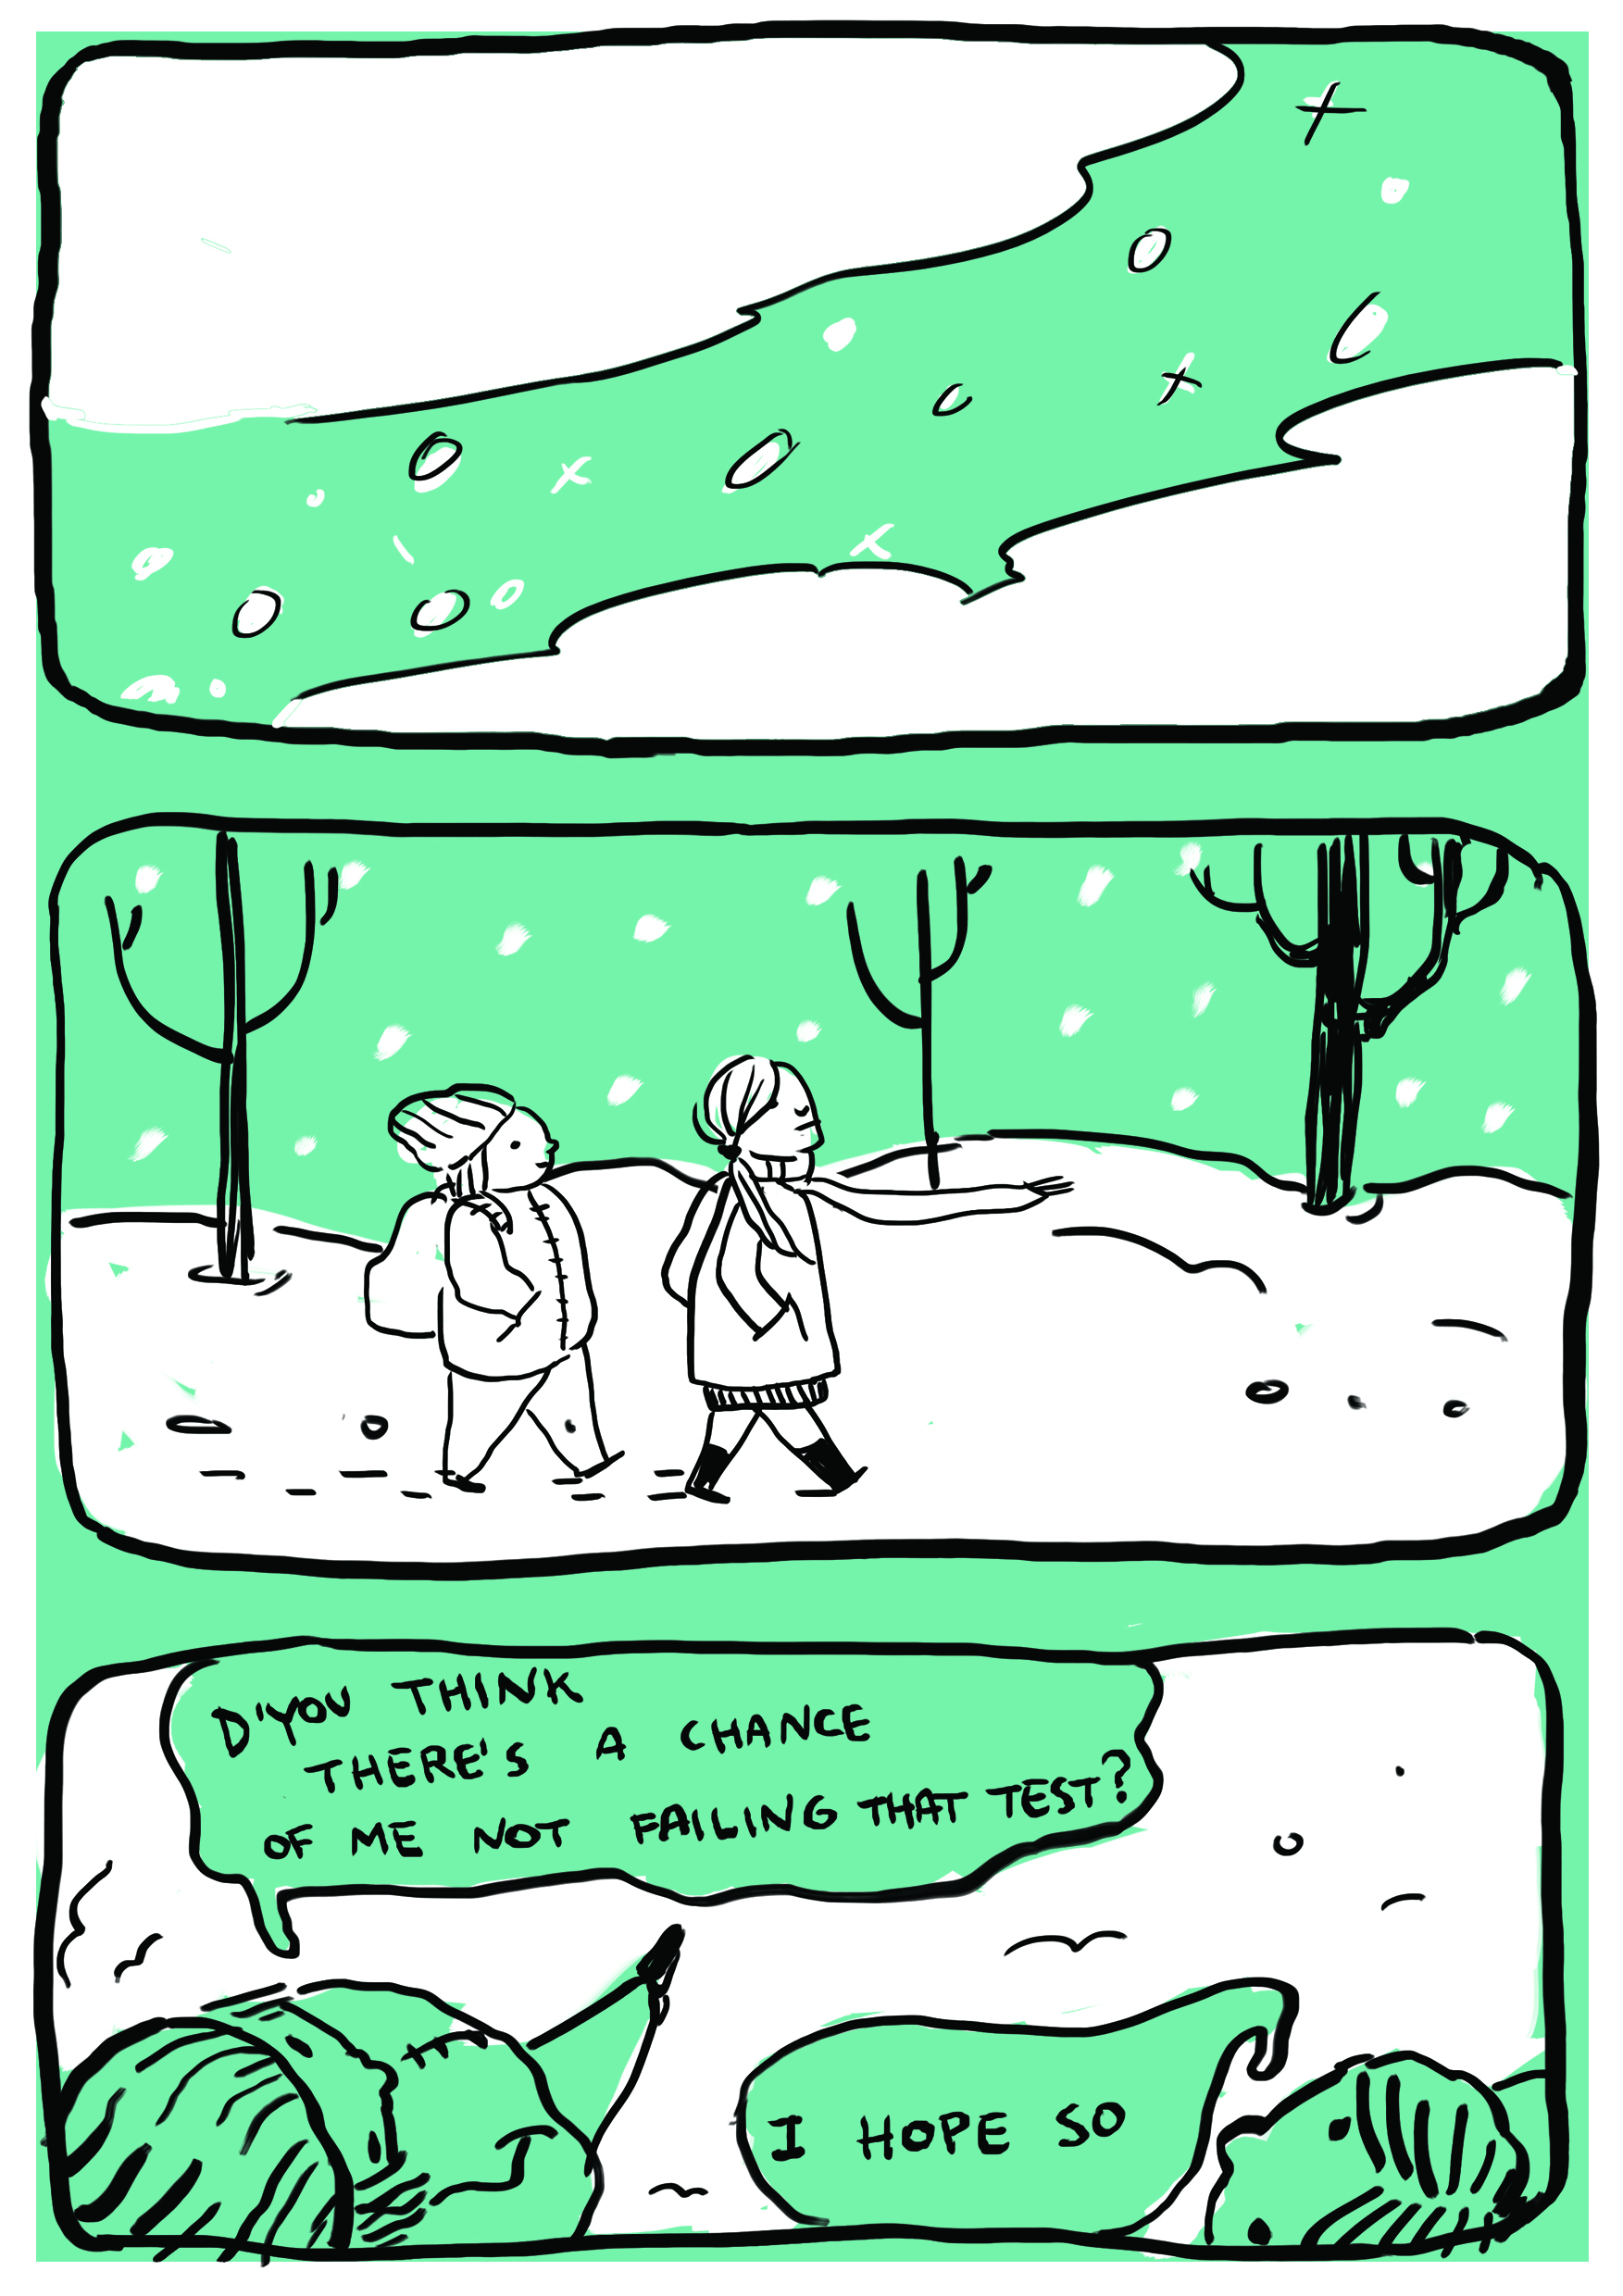 D'YOU THINK
THERE'S A CHANCE
OF ME NOT FAILING THAT TEST?
I HOPE SO